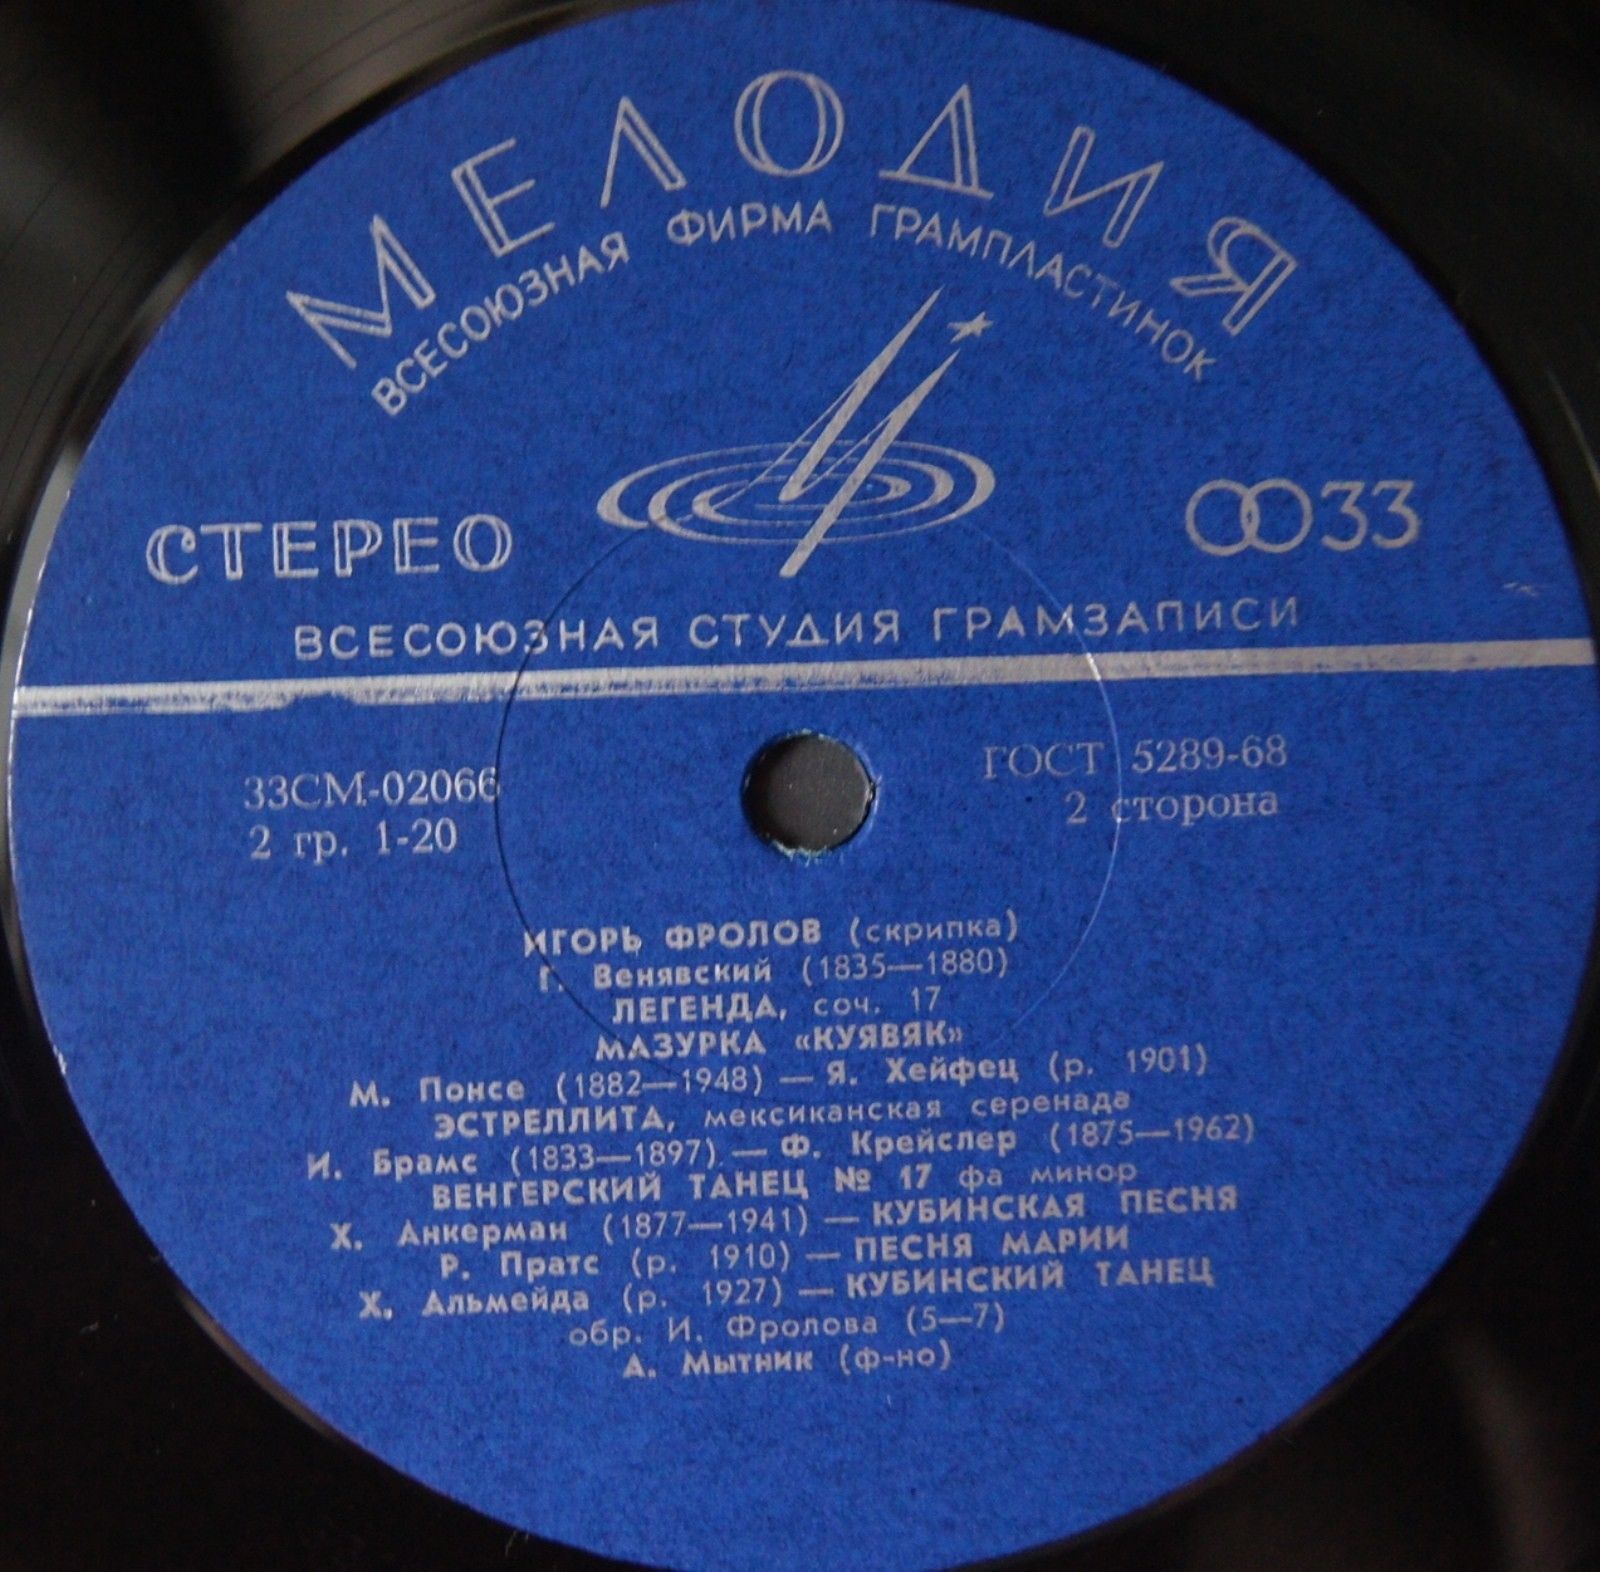 МЕЛОДИЯ
ВСЕСОЮЗНАЯ ФИРМА ГРАМПЛАСТИНОК
СТЕРЕО
33
ВСЕСОЮЗНАЯ СТУДИЯ ГРАМЗАПИСИ
33СМ-02066
2 гр. 1-20
ГОСТ 5289-68
2 сторона
ИГОРЬ ФРОЛОВ (скрипка)
Г. Венявский (1835—1880)
ЛЕГЕНДА, соч. 17
МАЗУРКА «КУЯВЯК»
М. Понсе (1882—1948) — Я. Хейфец (р. 1901)
ЭСТРЕЛЛИТА, мексиканская серенада
И. Брамс (1833—1897) — Ф. Крейслер (1875—1962)
ВЕНГЕРСКИЙ ТАНЕЦ № 17 фа минор
Х. Анкерман (1877—1941) — КУБИНСКАЯ ПЕСНЯ
Р. Пратс (р. 1910) — ПЕСНЯ МАРИИ
Х. Альмейда (р. 1927) — КУБИНСКИЙ ТАНЕЦ
обр. И. Фролова (5—7)
А. Мытник (ф-но)